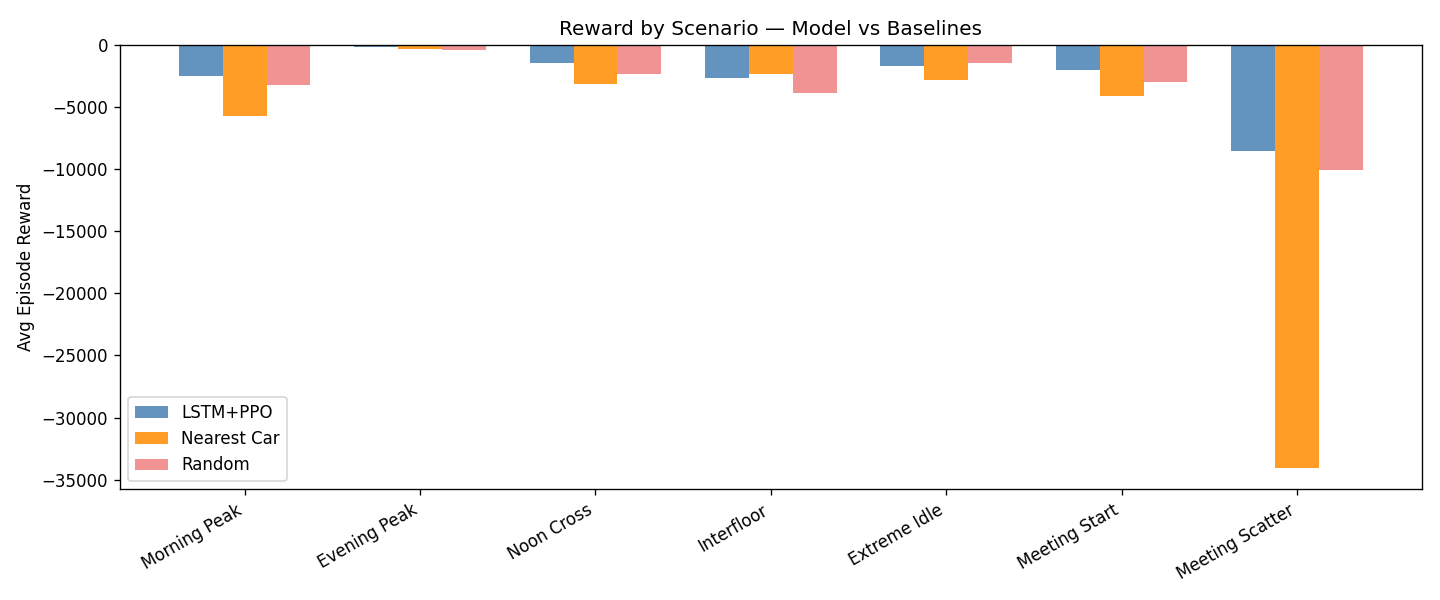 Reward by Scenario — Model vs Baselines
Avg Episode Reward
0
−5000
−10000
−15000
−20000
−25000
−30000
−35000
LSTM+PPO
Nearest Car
Random
Morning Peak
Evening Peak
Noon Cross
Interfloor
Extreme Idle
Meeting Start
Meeting Scatter